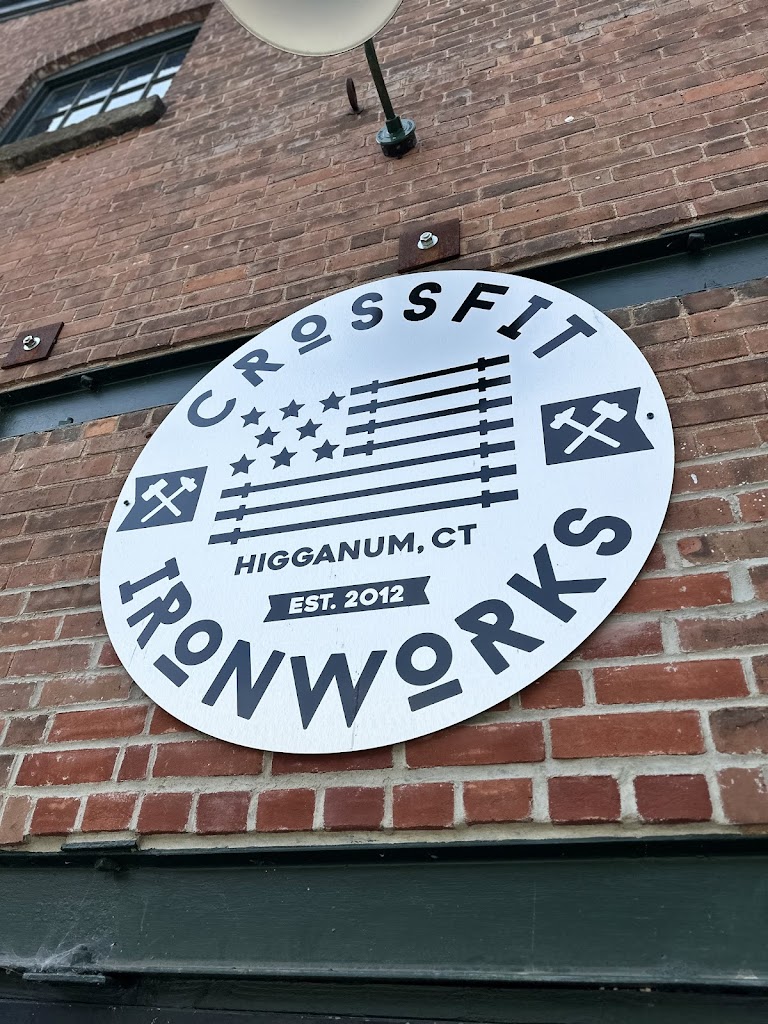 CROSSFIT
HIGGANUM, CT
EST. 2012
IRONWORKS